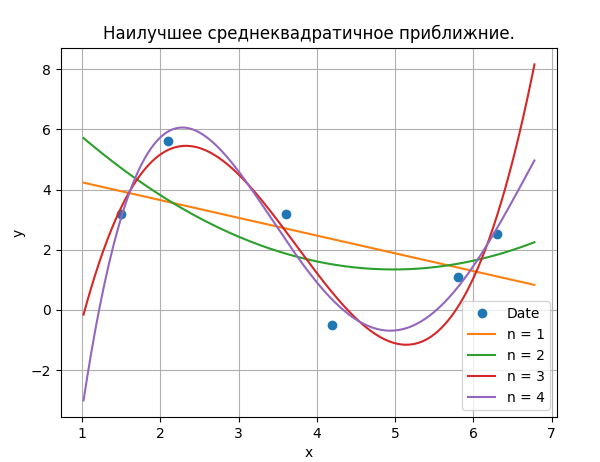 Наилучшее среднеквадратичное приближние.
y
8
6
4
2
0
−2
1
2
3
4
5
6
7
x
Date
n = 1
n = 2
n = 3
n = 4